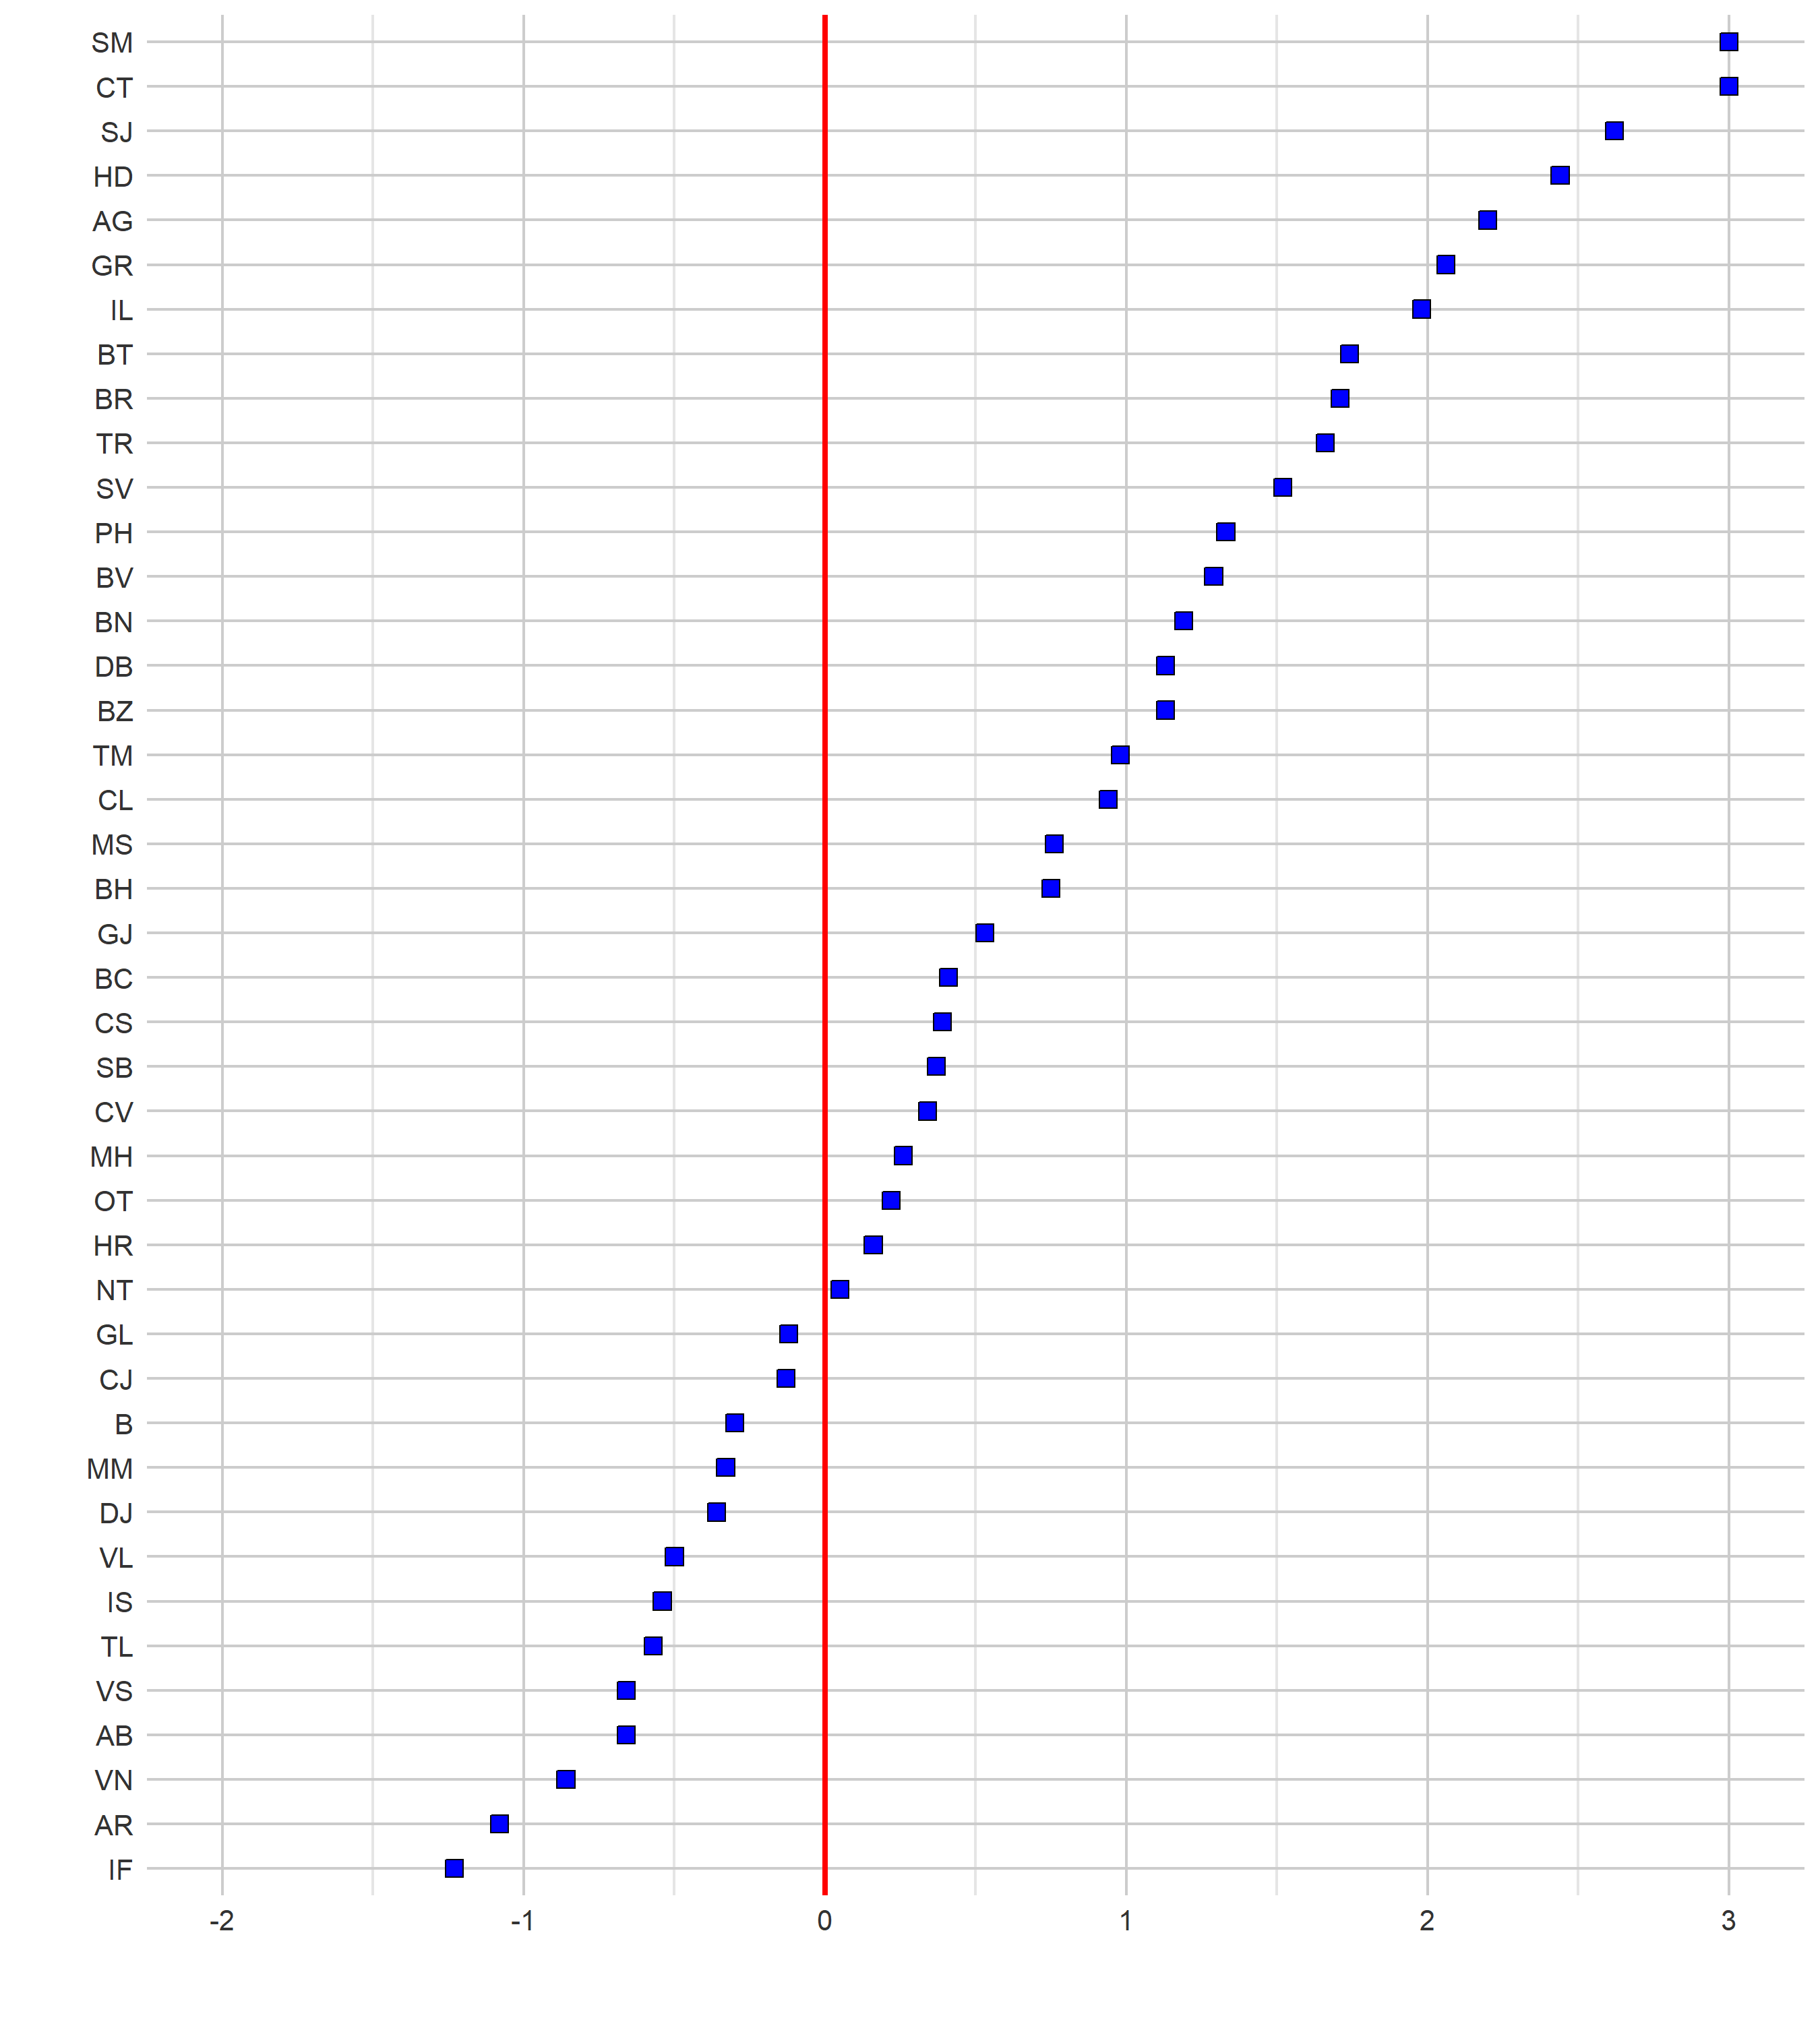 SM
CT
SJ
HD
AG
GR
IL
BT
BR
TR
SV
PH
BV
BN
DB
BZ
TM
CL
MS
BH
GJ
BC
CS
SB
CV
MH
OT
HR
NT
GL
CJ
B
MM
DJ
VL
IS
TL
VS
AB
VN
AR
IF
-2 -1 0 1 2 3